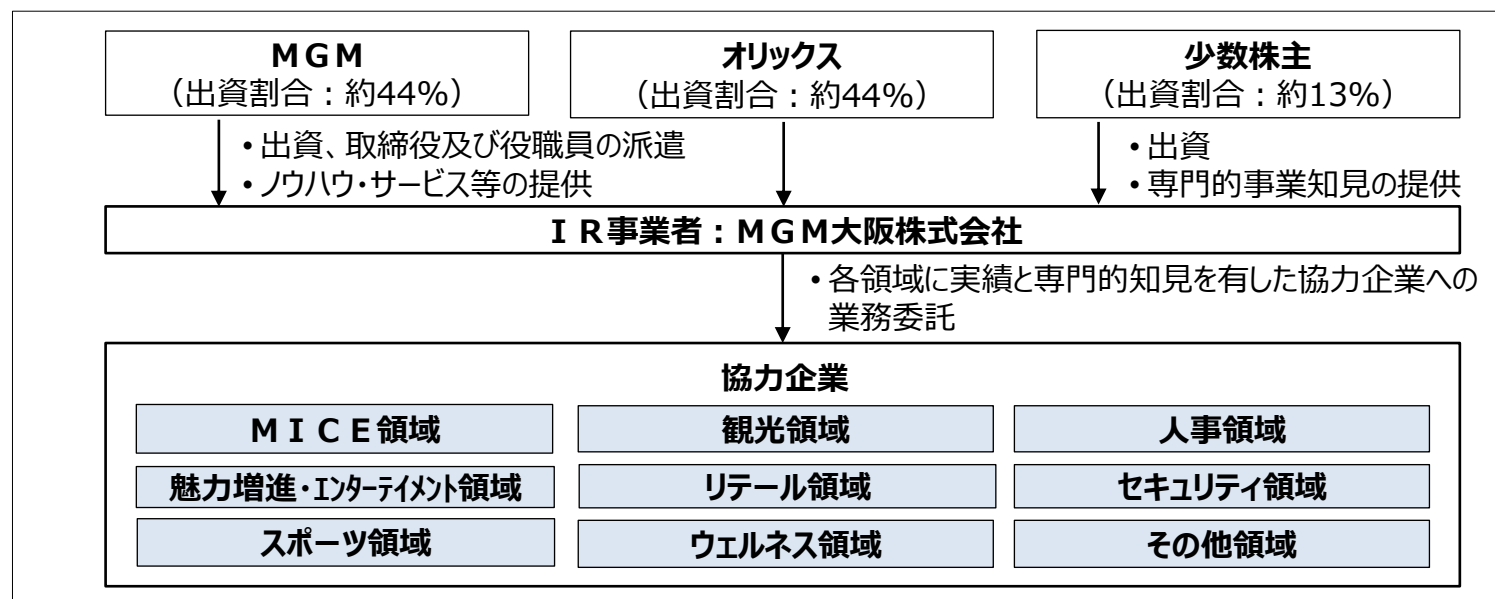 ＭＧＭ
（出資割合：約44%）
オリックス
（出資割合：約44%）
少数株主
（出資割合：約13%）
• 出資、取締役及び役職員の派遣
• ノウハウ・サービス等の提供
• 出資
• 専門的事業知見の提供
ＩＲ事業者：ＭＧＭ大阪株式会社
• 各領域に実績と専門的知見を有した協力企業への
業務委託
協力企業
ＭＩＣＥ領域
観光領域
人事領域
魅力増進・エンターテイメント領域
リテール領域
セキュリティ領域
スポーツ領域
ウェルネス領域
その他領域